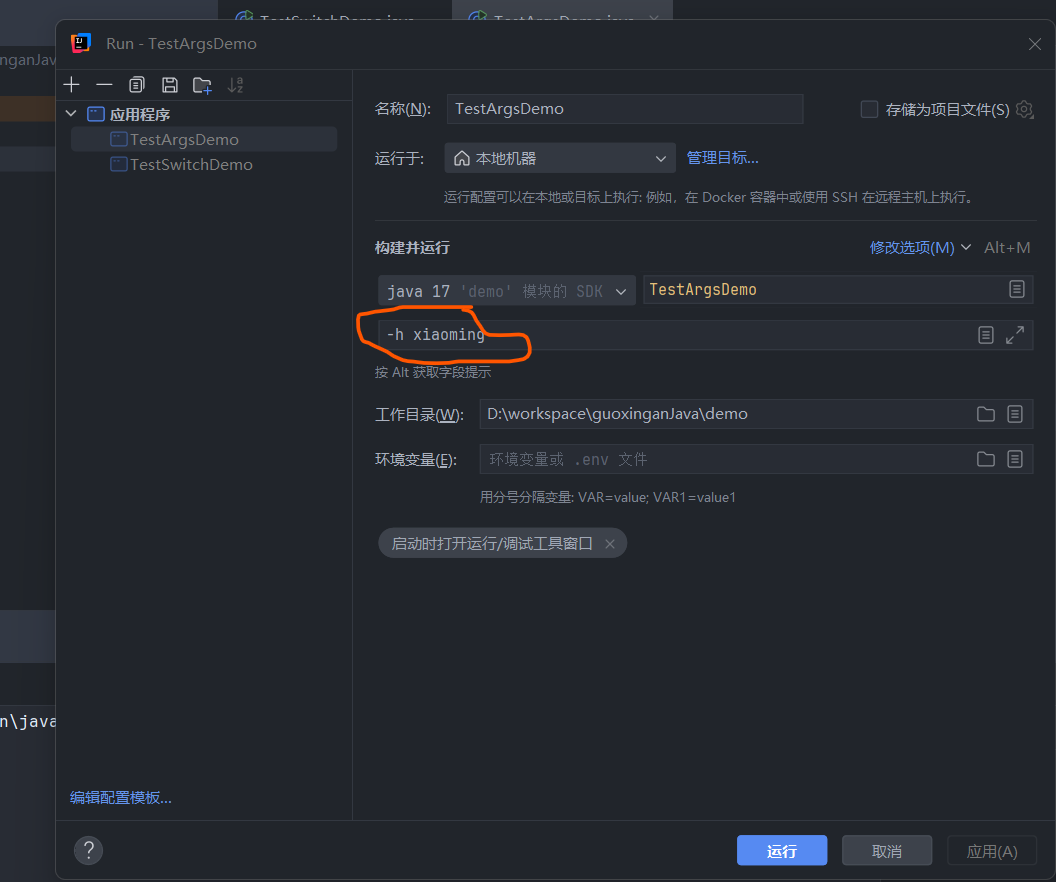 TestSwitchDemo.java
TestArgsDemo.java
Run - TestArgsDemo
nganJav
应用程序
TestArgsDemo
TestSwitchDemo
名称(N):
TestArgsDemo
存储为项目文件(S)
运行于:
本地机器
管理目标...
运行配置可以在本地或目标上执行: 例如，在 Docker 容器中或使用 SSH 在远程主机上执行。
构建并运行
修改选项(M) Alt+M
java 17 'demo' 模块的 SDK
TestArgsDemo
-h xiaoming
按 Alt 获取字段提示
工作目录(W):
D:\workspace\guoxinganJava\demo
环境变量(E):
环境变量或 .env 文件
用分号分隔变量: VAR=value; VAR1=value1
启动时打开运行/调试工具窗口
n\java
编辑配置模板...
?
运行
取消
应用(A)